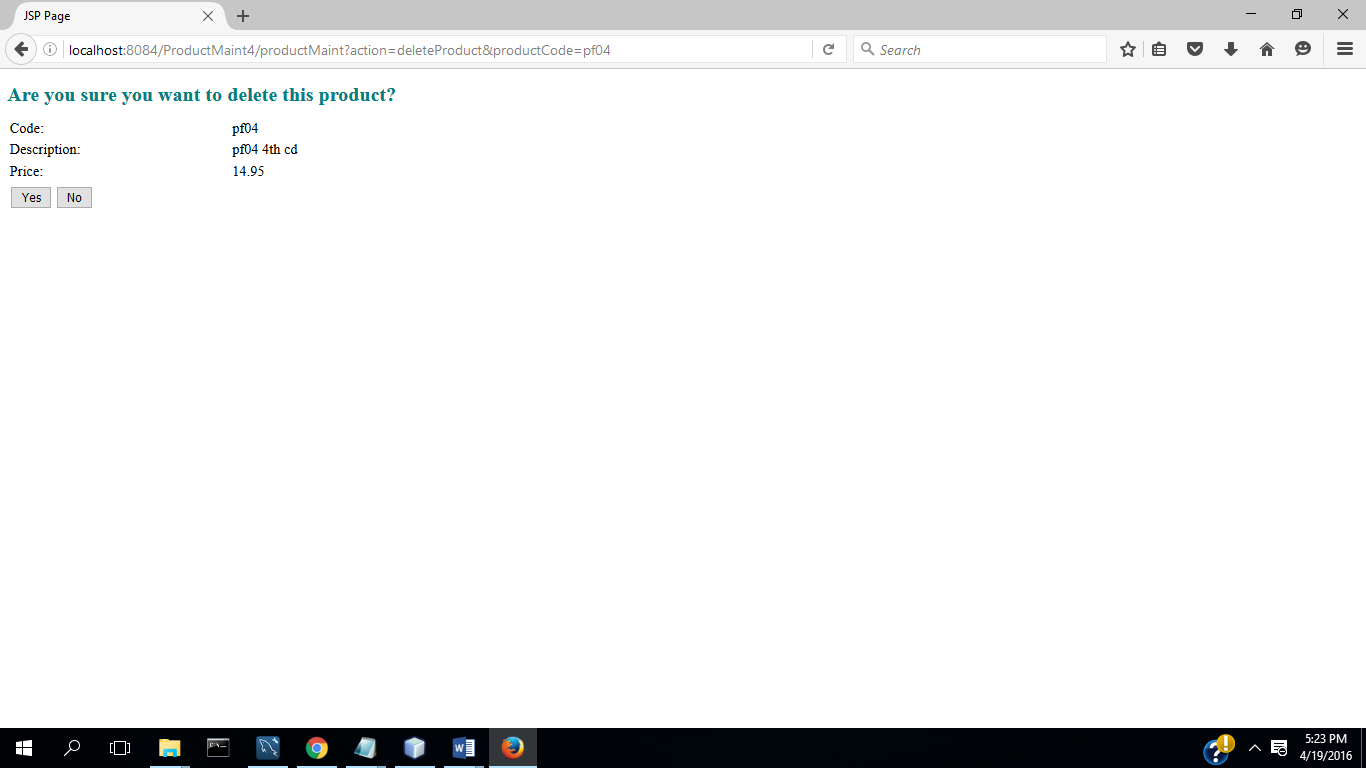 JSP Page
localhost:8084/ProductMaint4/productMaint?action=deleteProduct&productCode=pf04
Search
Are you sure you want to delete this product?
Code: pf04
Description: pf04 4th cd
Price: 14.95
Yes No
5:23 PM
4/19/2016